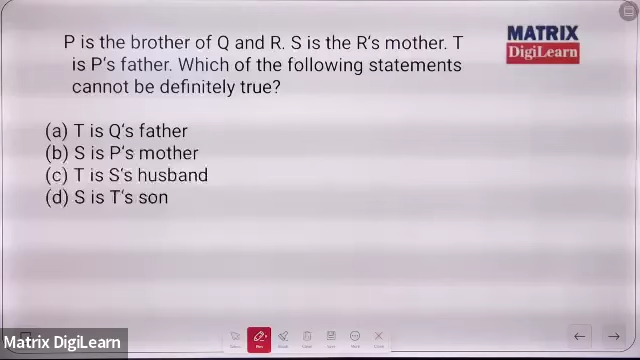 P is the brother of Q and R. S is the R's mother. T
is P's father. Which of the following statements
cannot be definitely true?
MATRIX
DigiLearn
(a) T is Q's father
(b) S is P's mother
(c) T is S's husband
(d) S is T's son
Matrix DigiLearn